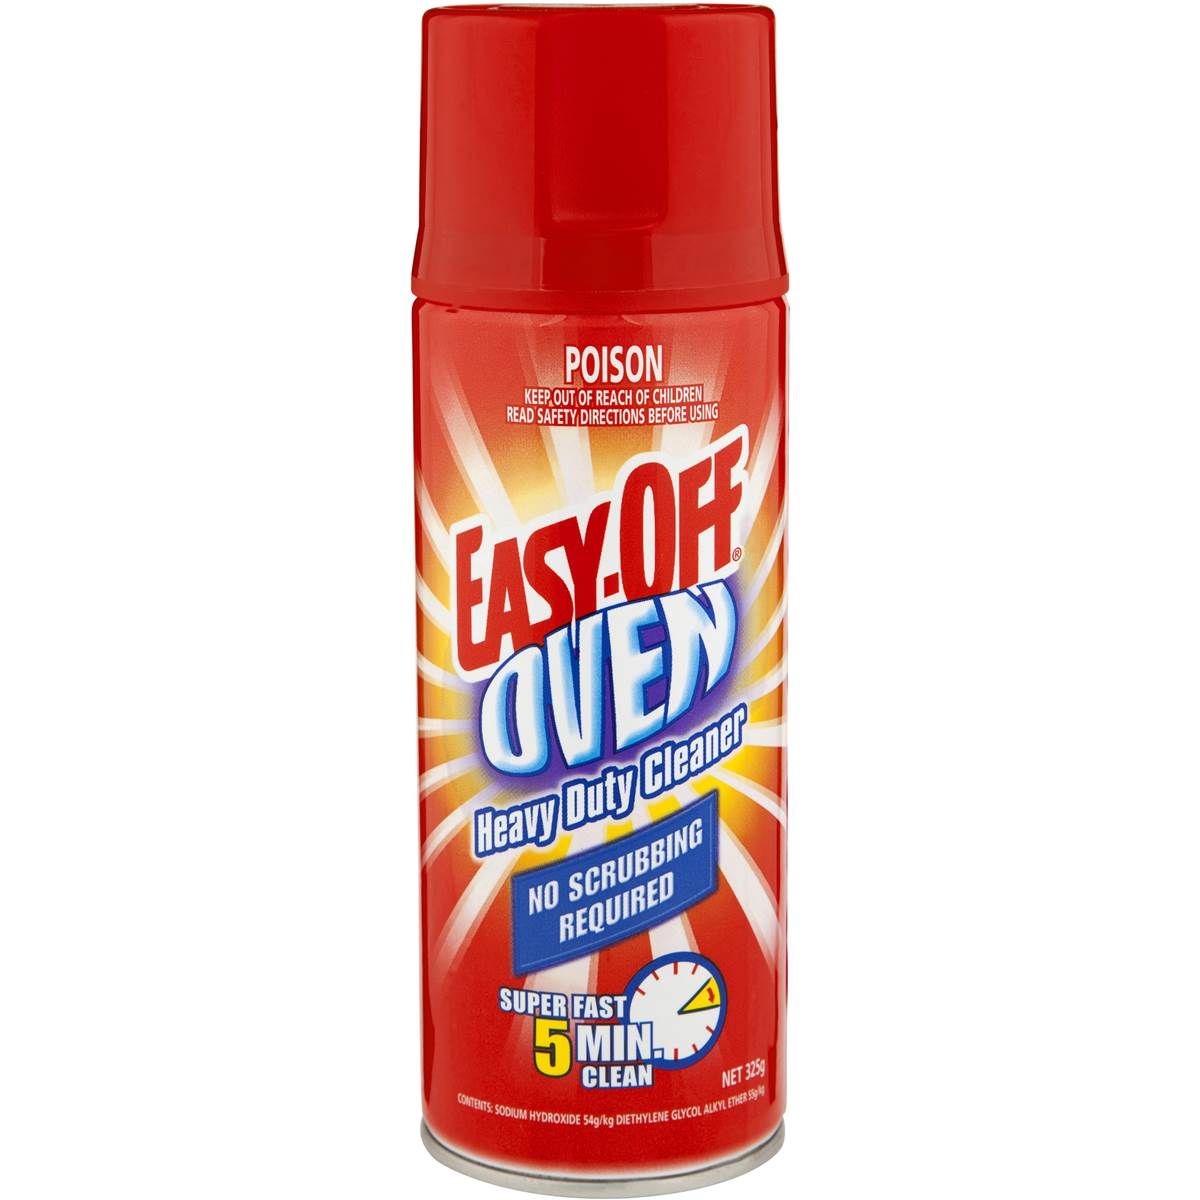 POISON
KEEP OUT OF REACH OF CHILDREN
READ SAFETY DIRECTIONS BEFORE USING
EASY-OFF®
OVEN
Heavy Duty Cleaner
NO SCRUBBING
REQUIRED
SUPER FAST
5 MIN.
CLEAN
NET 325g
CONTENTS: SODIUM HYDROXIDE 54g/kg DIETHYLENE GLYCOL ALKYL ETHER 55g/kg